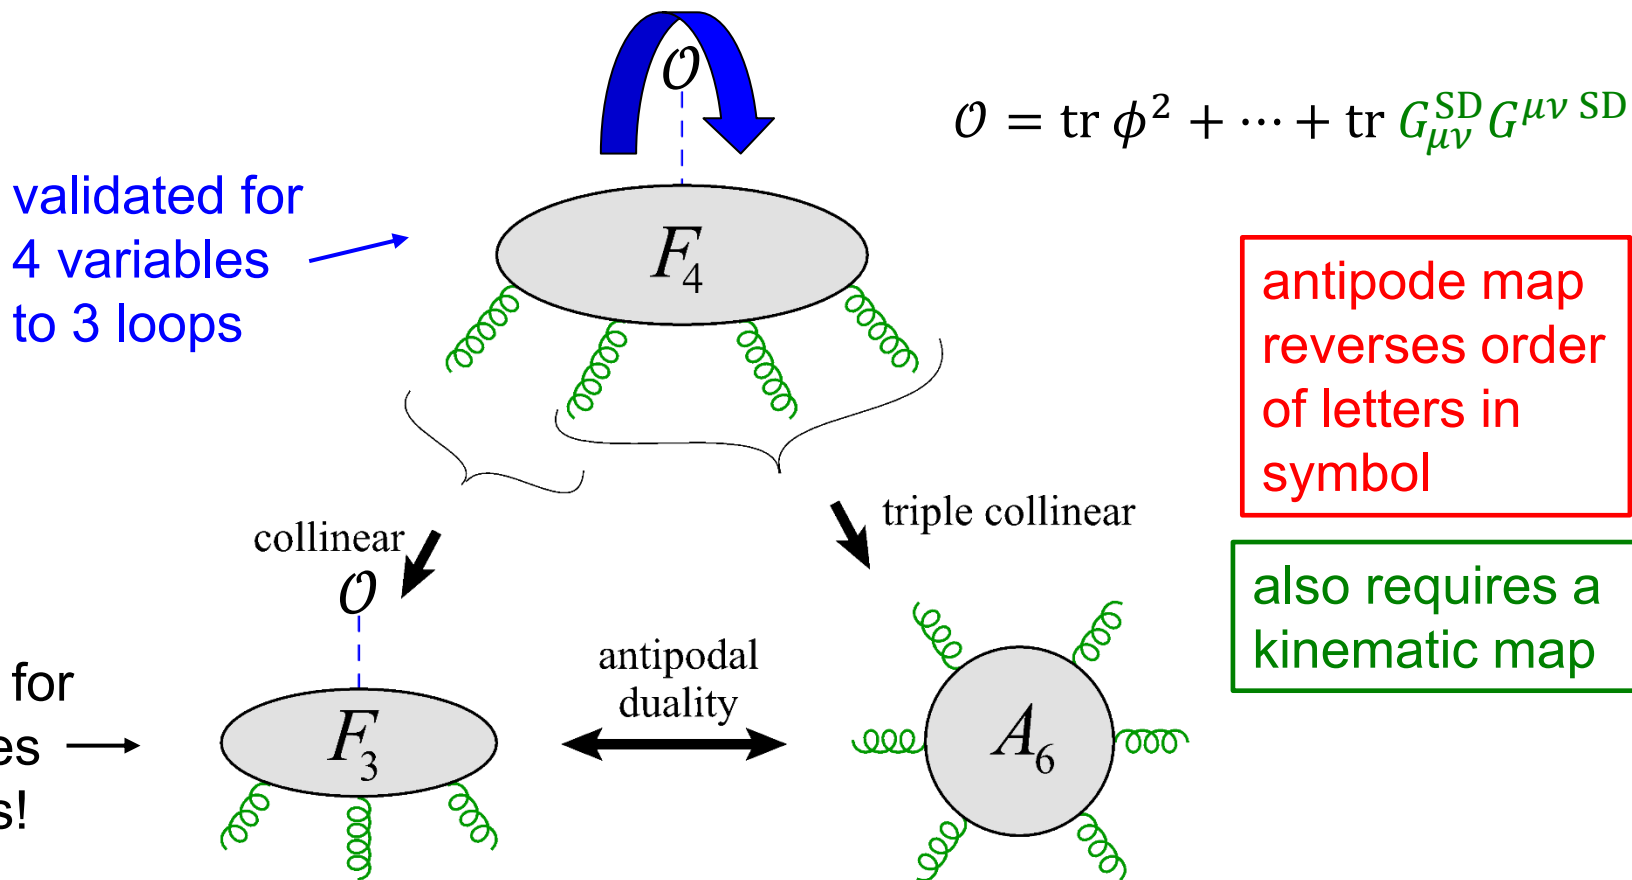 𝒪
𝒪 = tr ϕ² + ⋯ + tr G^SD_μν G^μν SD
validated for
4 variables
to 3 loops
F₄
antipode map
reverses order
of letters in
symbol
collinear
triple collinear
𝒪
also requires a
kinematic map
for
antipodal
duality
F₃
A₆
s!